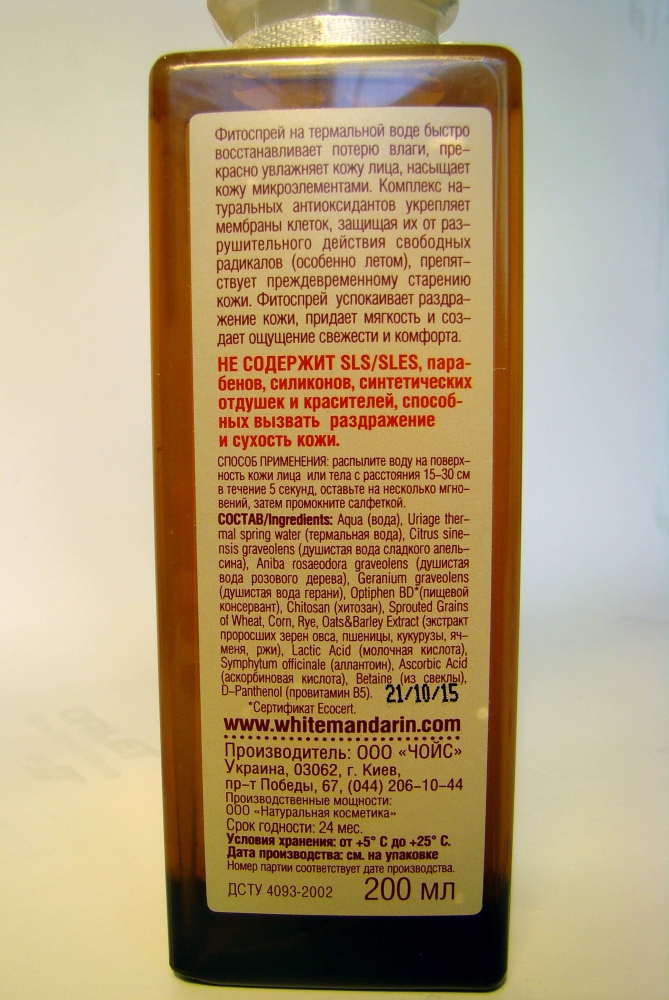 Фитоспрей на термальной воде быстро
восстанавливает потерю влаги, пре-
красно увлажняет кожу лица, насыщает
кожу микроэлементами. Комплекс на-
туральных антиоксидантов укрепляет
мембраны клеток, защищая их от раз-
рушительного действия свободных
радикалов (особенно летом), препят-
ствует преждевременному старению
кожи. Фитоспрей успокаивает раздра-
жение кожи, придает мягкость и соз-
дает ощущение свежести и комфорта.
НЕ СОДЕРЖИТ SLS/SLES, пара-
бенов, силиконов, синтетических
отдушек и красителей, способ-
ных вызвать раздражение
и сухость кожи.
СПОСОБ ПРИМЕНЕНИЯ: распылите воду на поверх-
ность кожи лица или тела с расстояния 15–30 см
в течение 5 секунд, оставьте на несколько мгно-
вений, затем промокните салфеткой.
СОСТАВ/Ingredients: Aqua (вода), Uriage ther-
mal spring water (термальная вода), Citrus sine-
nsis graveolens (душистая вода сладкого апель-
сина), Aniba rosaeodora graveolens (душистая
вода розового дерева), Geranium graveolens
(душистая вода герани), Optiphen BD*(пищевой
консервант), Chitosan (хитозан), Sprouted Grains
of Wheat, Corn, Rye, Oats&Barley Extract (экстракт
проросших зерен овса, пшеницы, кукурузы, яч-
меня, ржи), Lactic Acid (молочная кислота),
Symphytum officinale (аллантоин), Ascorbic Acid
(аскорбиновая кислота), Betaine (из свеклы),
D–Panthenol (провитамин B5). 21/10/15
*Сертификат Ecocert.
www.whitemandarin.com
Производитель: ООО «ЧОЙС»
Украина, 03062, г. Киев,
пр–т Победы, 67, (044) 206–10–44
Производственные мощности:
ООО «Натуральная косметика»
Срок годности: 24 мес.
Условия хранения: от +5° С до +25° С.
Дата производства: см. на упаковке
Номер партии соответствует дате производства.
ДСТУ 4093-2002 200 мл